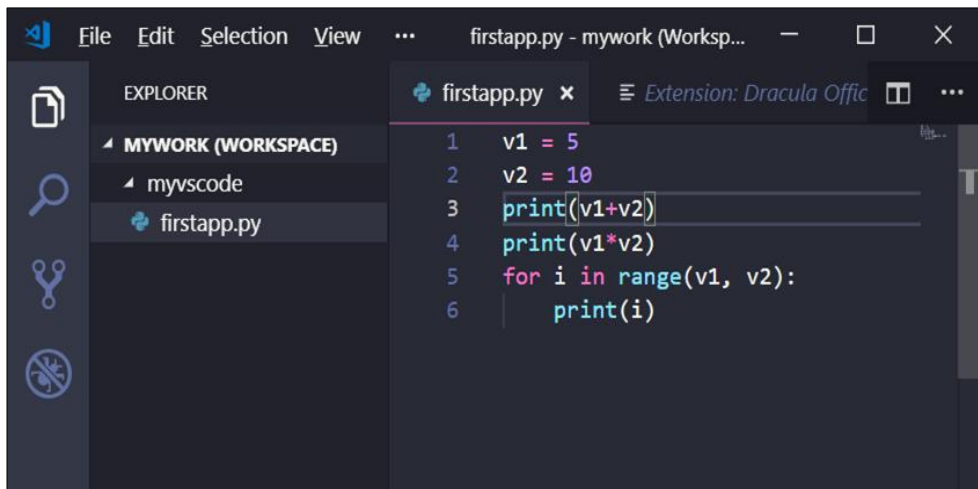 File Edit Selection View ··· firstapp.py - mywork (Worksp...
EXPLORER
MYWORK (WORKSPACE)
myvscode
firstapp.py
firstapp.py × Extension: Dracula Offic ···
1 v1 = 5
2 v2 = 10
3 print(v1+v2)
4 print(v1*v2)
5 for i in range(v1, v2):
6     print(i)